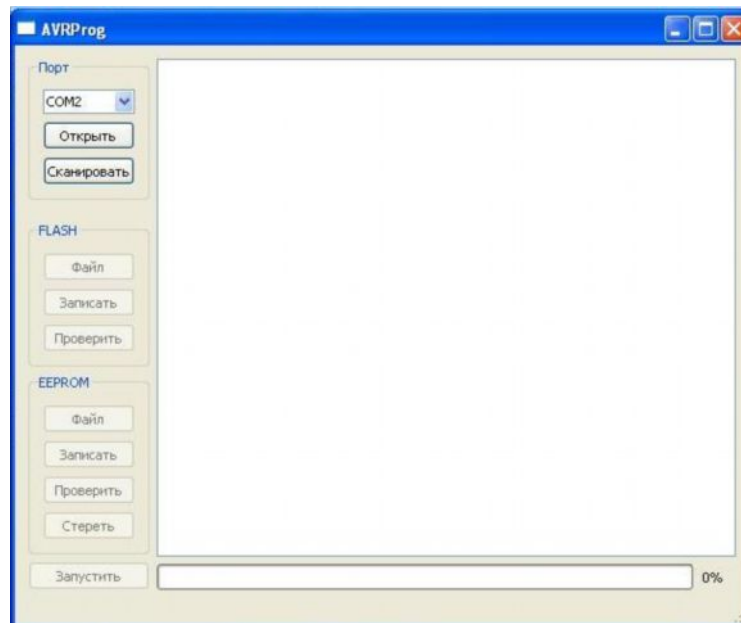 AVRProg
Порт
COM2
Открыть
Сканировать
FLASH
Файл
Записать
Проверить
EEPROM
Файл
Записать
Проверить
Стереть
Запустить
0%